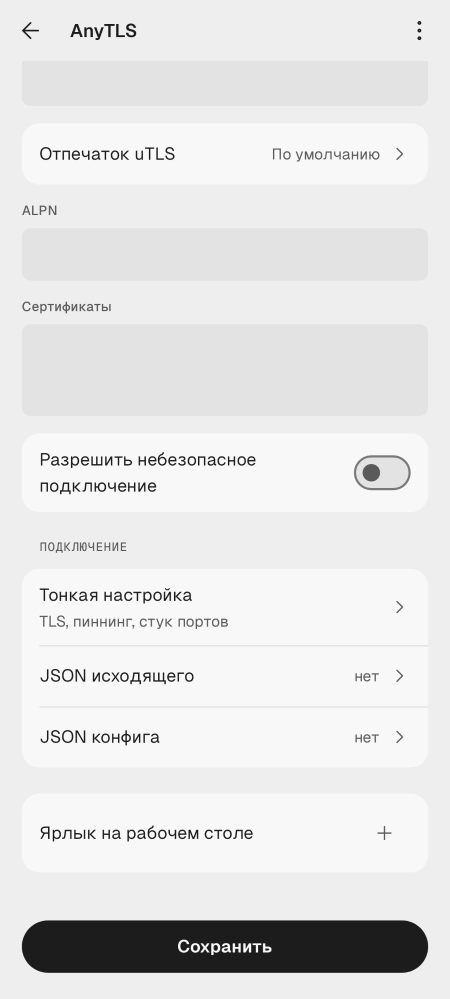 AnyTLS
Отпечаток uTLS
По умолчанию
ALPN
Сертификаты
Разрешить небезопасное
подключение
ПОДКЛЮЧЕНИЕ
Тонкая настройка
TLS, пиннинг, стук портов
JSON исходящего
нет
JSON конфига
нет
Ярлык на рабочем столе
Сохранить